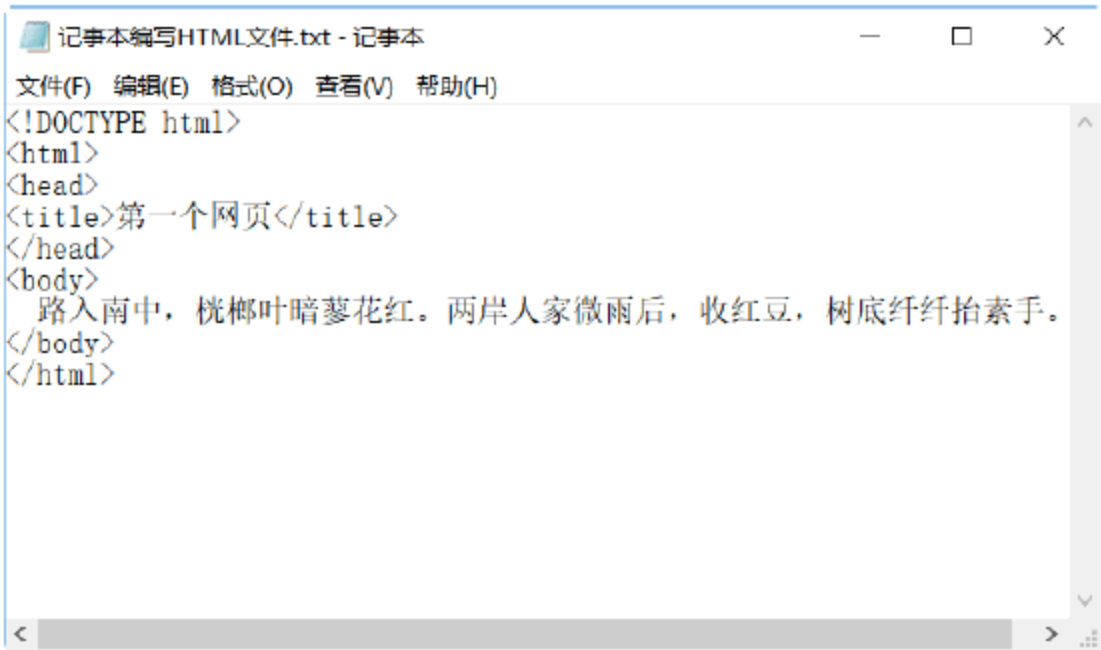 记事本编写HTML文件.txt - 记事本
文件(F) 编辑(E) 格式(O) 查看(V) 帮助(H)
<!DOCTYPE html>
<html>
<head>
<title>第一个网页</title>
</head>
<body>
路入南中，桄榔叶暗蓼花红。两岸人家微雨后，收红豆，树底纤纤抬素手。
</body>
</html>